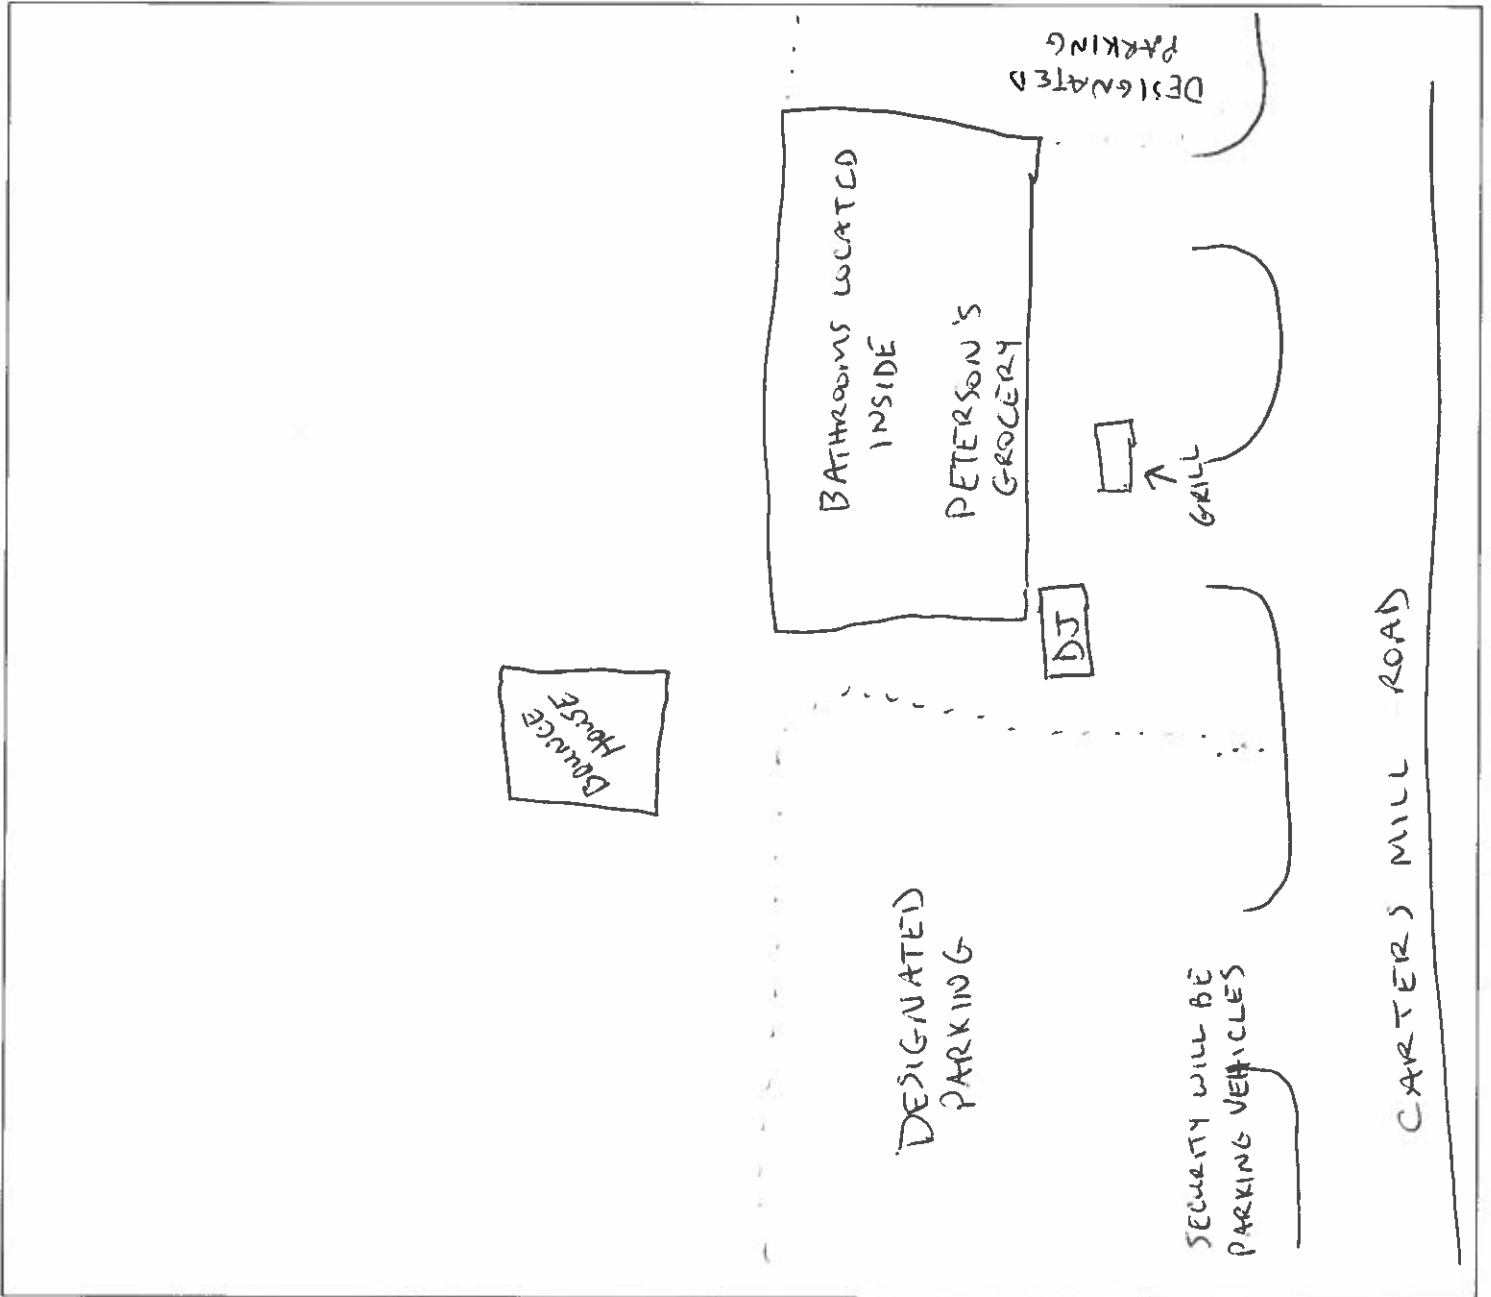 BOUNCE
HOUSE
BATHROOMS LOCATED
INSIDE
PETERSON'S
GROCERY
DESIGNATED
PARKING
DJ
GRILL
DESIGNATED
PARKING
SECURITY WILL BE
PARKING VEHICLES
CARTERS MILL ROAD